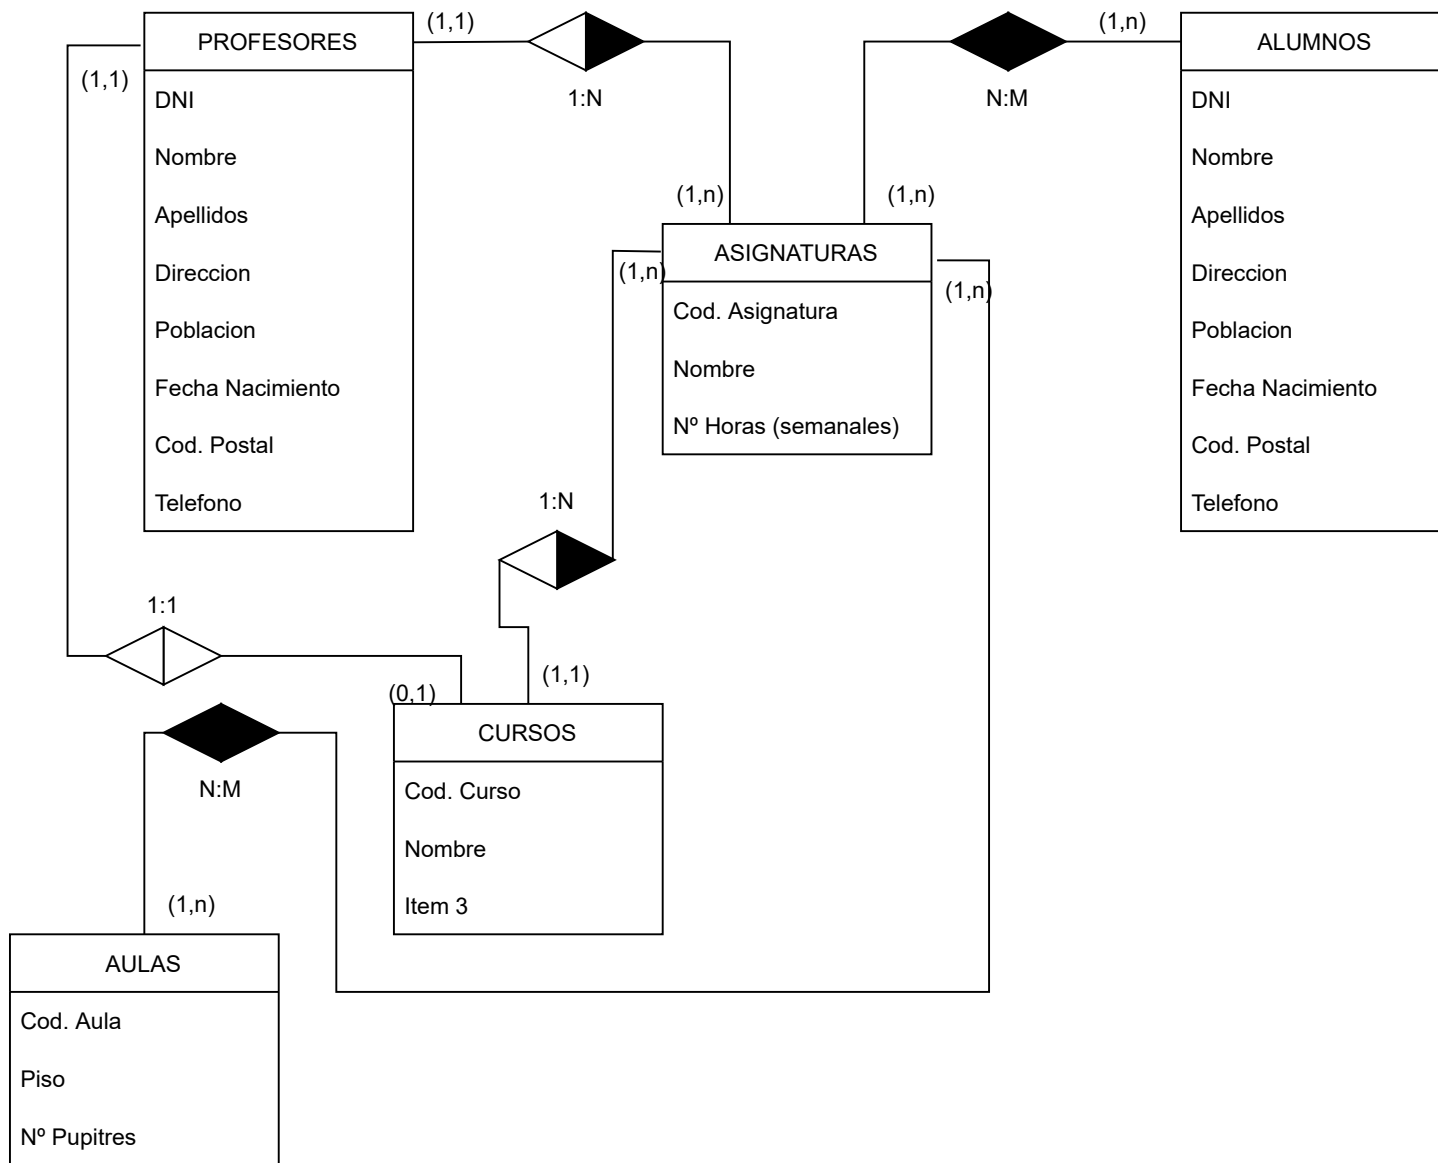 PROFESORES
DNI
Nombre
Apellidos
Direccion
Poblacion
Fecha Nacimiento
Cod. Postal
Telefono
(1,1)
(1,1)
1:N
(1,n)
N:M
(1,n)
(1,n)
ALUMNOS
DNI
Nombre
Apellidos
Direccion
Poblacion
Fecha Nacimiento
Cod. Postal
Telefono
ASIGNATURAS
Cod. Asignatura
Nombre
Nº Horas (semanales)
(1,n)
(1,n)
1:N
(1,1)
1:1
(0,1)
CURSOS
Cod. Curso
Nombre
Item 3
N:M
(1,n)
AULAS
Cod. Aula
Piso
Nº Pupitres